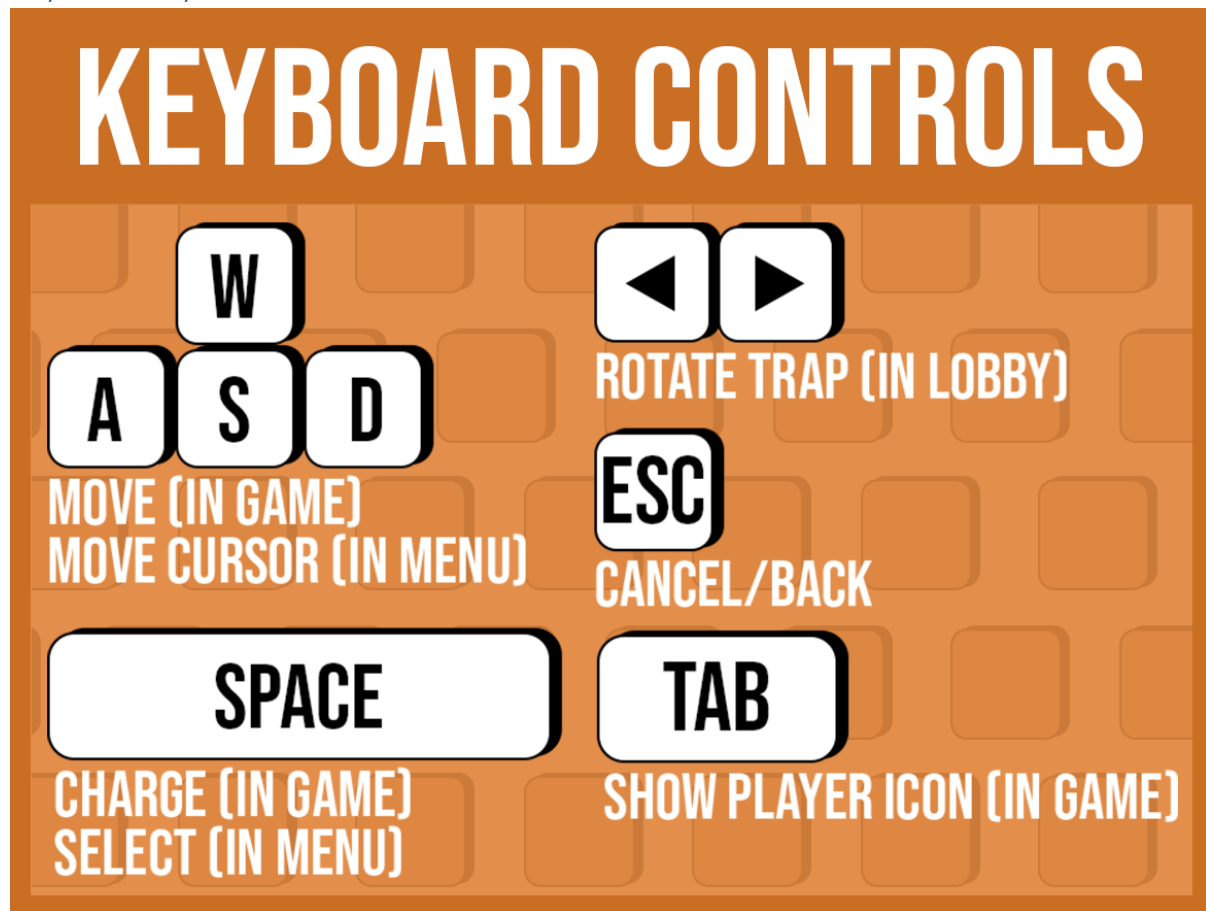 KEYBOARD CONTROLS
W
A S D
MOVE (IN GAME)
MOVE CURSOR (IN MENU)
SPACE
CHARGE (IN GAME)
SELECT (IN MENU)
◀ ▶
ROTATE TRAP (IN LOBBY)
ESC
CANCEL/BACK
TAB
SHOW PLAYER ICON (IN GAME)